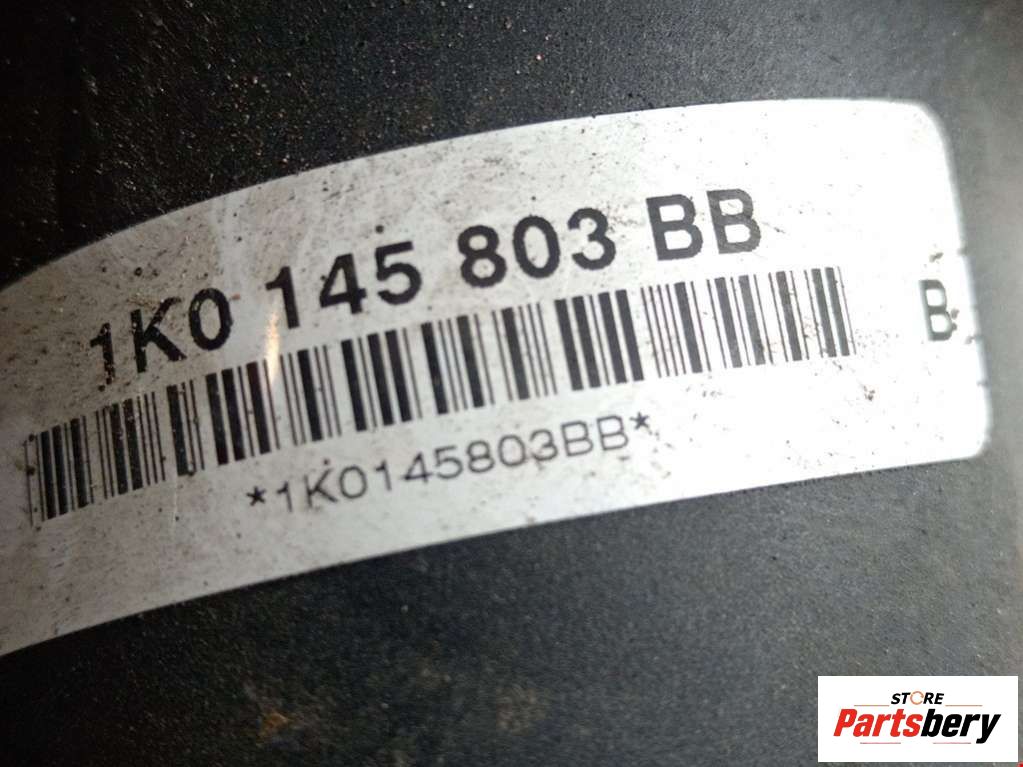 1K0 145 803 BB
B
*1K0145803BB*
STORE
Partsbery